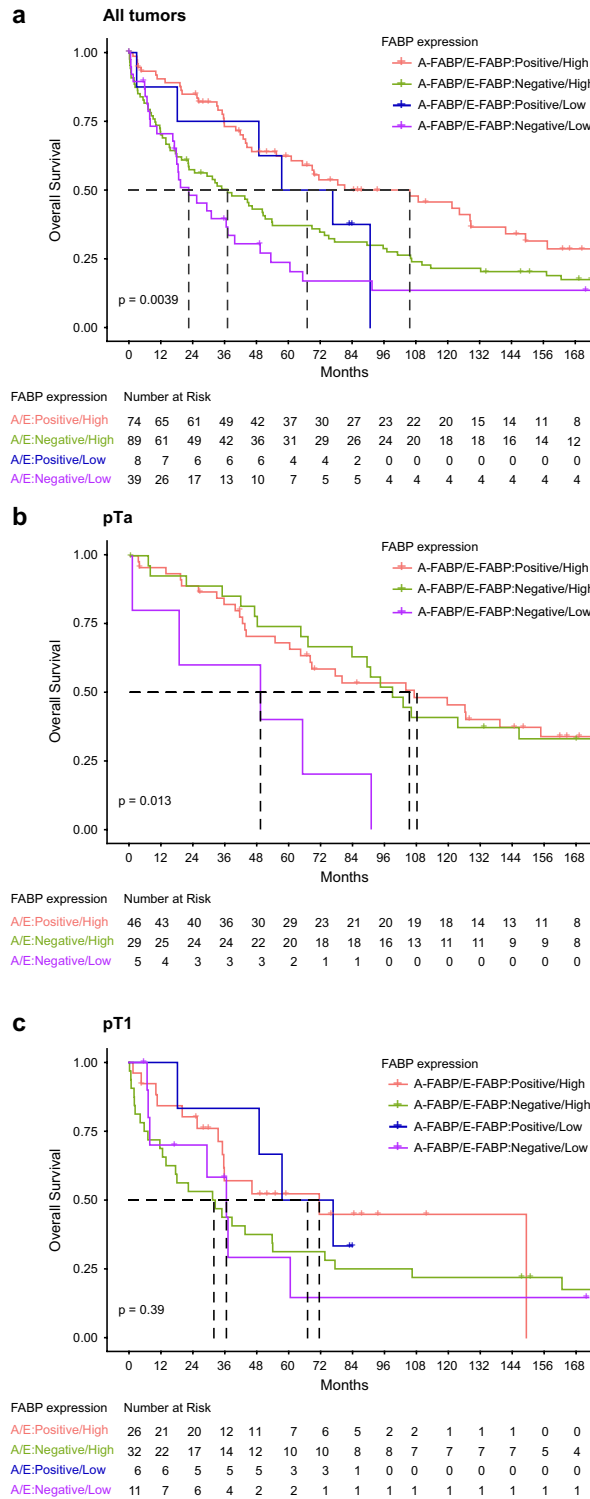 a
All tumors
FABP expression
A-FABP/E-FABP:Positive/High
A-FABP/E-FABP:Negative/High
A-FABP/E-FABP:Positive/Low
A-FABP/E-FABP:Negative/Low
Overall Survival
1.00
0.75
0.50
0.25
0.00
p = 0.0039
0 12 24 36 48 60 72 84 96 108 120 132 144 156 168
Months
FABP expression Number at Risk
A/E:Positive/High 74 65 61 49 42 37 30 27 23 22 20 15 14 11 8
A/E:Negative/High 89 61 49 42 36 31 29 26 24 20 18 18 16 14 12
A/E:Positive/Low 8 7 6 6 6 4 4 2 0 0 0 0 0 0 0
A/E:Negative/Low 39 26 17 13 10 7 5 5 4 4 4 4 4 4 4
b
pTa
FABP expression
A-FABP/E-FABP:Positive/High
A-FABP/E-FABP:Negative/High
A-FABP/E-FABP:Negative/Low
Overall Survival
1.00
0.75
0.50
0.25
0.00
p = 0.013
0 12 24 36 48 60 72 84 96 108 120 132 144 156 168
Months
FABP expression Number at Risk
A/E:Positive/High 46 43 40 36 30 29 23 21 20 19 18 14 13 11 8
A/E:Negative/High 29 25 24 24 22 20 18 18 16 13 11 11 9 9 8
A/E:Negative/Low 5 4 3 3 3 2 1 1 0 0 0 0 0 0 0
c
pT1
FABP expression
A-FABP/E-FABP:Positive/High
A-FABP/E-FABP:Negative/High
A-FABP/E-FABP:Positive/Low
A-FABP/E-FABP:Negative/Low
Overall Survival
1.00
0.75
0.50
0.25
0.00
p = 0.39
0 12 24 36 48 60 72 84 96 108 120 132 144 156 168
Months
FABP expression Number at Risk
A/E:Positive/High 26 21 20 12 11 7 6 5 2 2 1 1 1 0 0
A/E:Negative/High 32 22 17 14 12 10 10 8 8 7 7 7 7 5 4
A/E:Positive/Low 6 6 5 5 5 3 3 1 0 0 0 0 0 0 0
A/E:Negative/Low 11 7 6 4 2 2 1 1 1 1 1 1 1 1 1